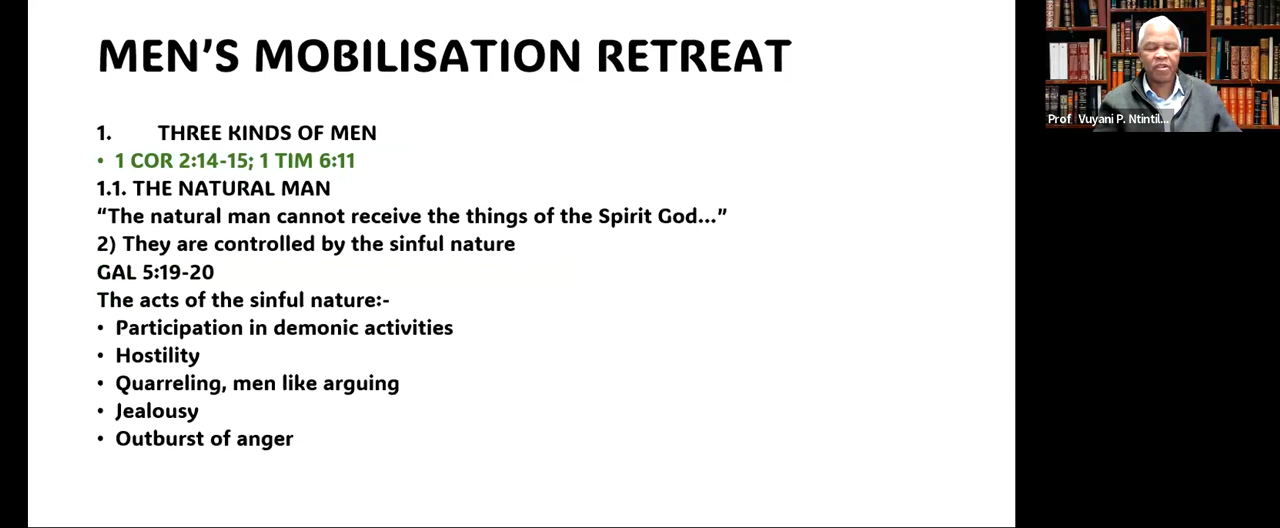 MEN'S MOBILISATION RETREAT
1. THREE KINDS OF MEN
• 1 COR 2:14-15; 1 TIM 6:11
1.1. THE NATURAL MAN
“The natural man cannot receive the things of the Spirit God...”
2) They are controlled by the sinful nature
GAL 5:19-20
The acts of the sinful nature:-
• Participation in demonic activities
• Hostility
• Quarreling, men like arguing
• Jealousy
• Outburst of anger
Prof Vuyani P. Ntintil...